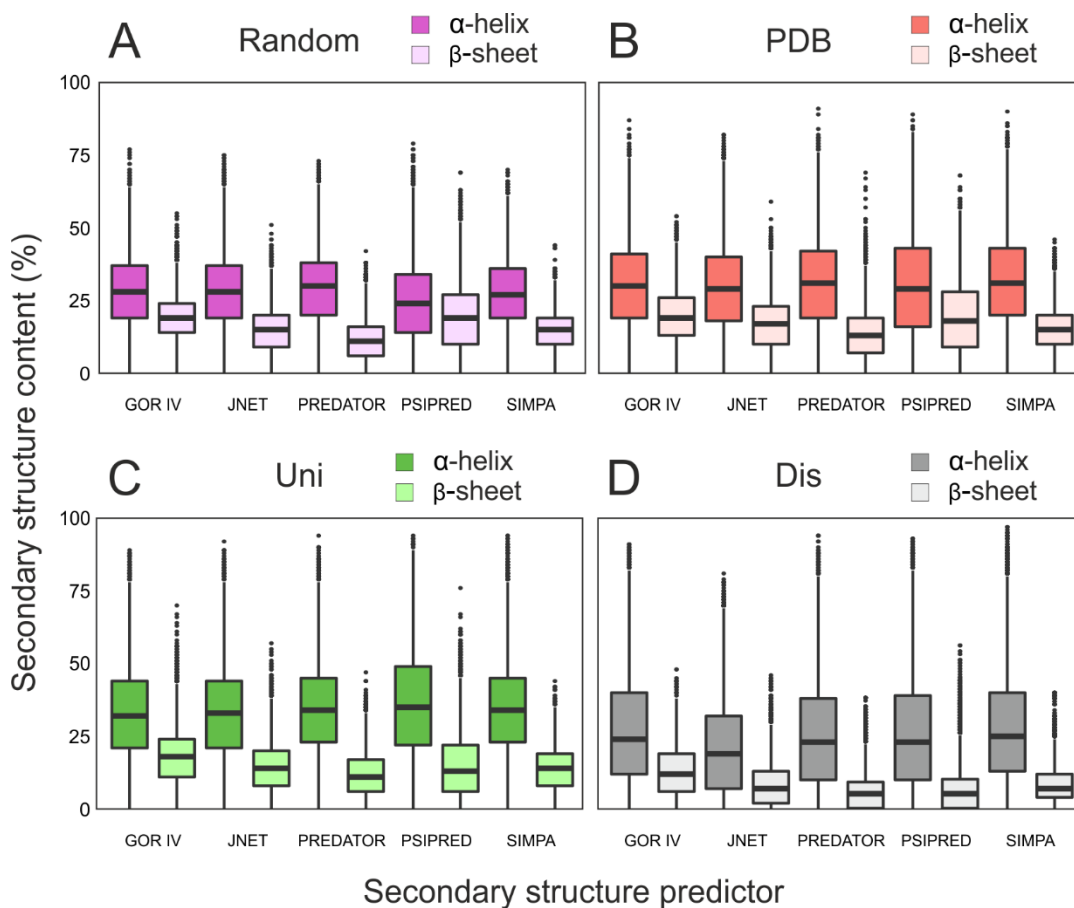 A Random α-helix
β-sheet
B PDB α-helix
β-sheet
100
75
50
25
0
GOR IV JNET PREDATOR PSIPRED SIMPA
GOR IV JNET PREDATOR PSIPRED SIMPA
C Uni α-helix
β-sheet
D Dis α-helix
β-sheet
100
75
50
25
0
GOR IV JNET PREDATOR PSIPRED SIMPA
GOR IV JNET PREDATOR PSIPRED SIMPA
Secondary structure content (%)
Secondary structure predictor